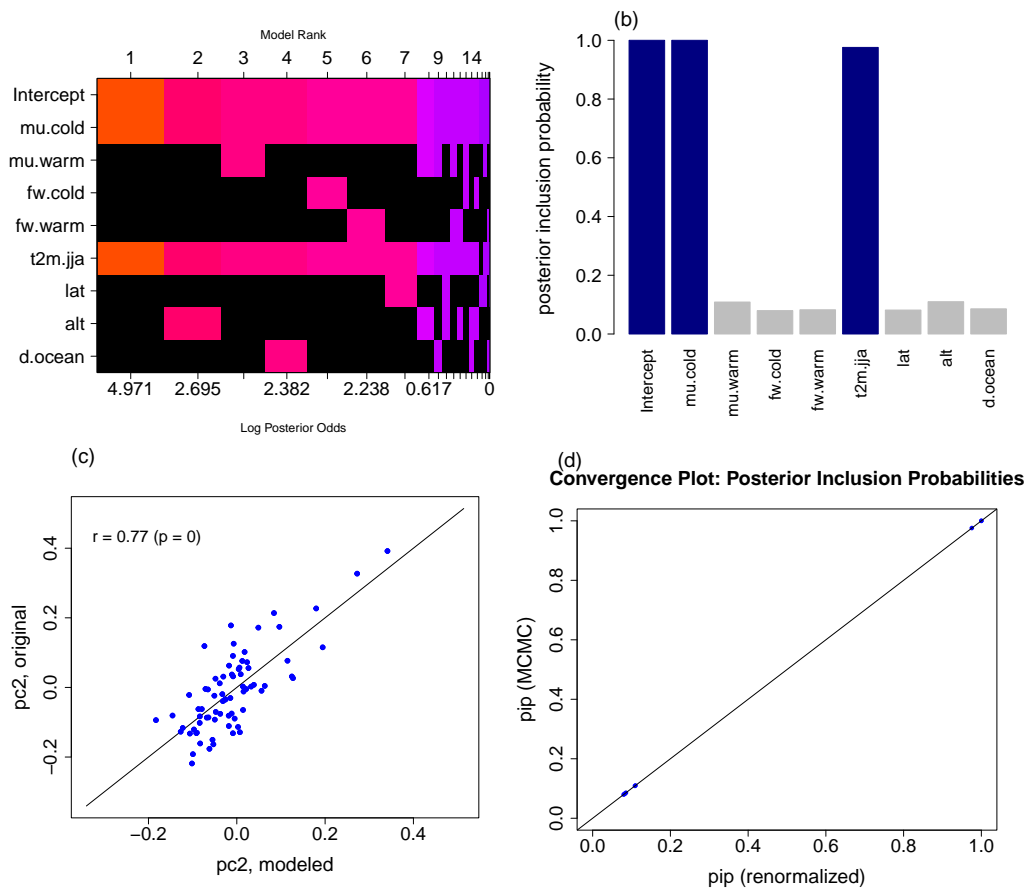 Model Rank
1 2 3 4 5 6 7 9 14
Intercept
mu.cold
mu.warm
fw.cold
fw.warm
t2m.jja
lat
alt
d.ocean
4.971 2.695 2.382 2.238 0.617 0
Log Posterior Odds
(b)
posterior inclusion probability
1.0
0.8
0.6
0.4
0.2
0.0
Intercept
mu.cold
mu.warm
fw.cold
fw.warm
t2m.jja
lat
alt
d.ocean
(c)
r = 0.77 (p = 0)
pc2, original
0.4
0.2
0.0
−0.2
−0.2 0.0 0.2 0.4
pc2, modeled
(d)
Convergence Plot: Posterior Inclusion Probabilities
pip (MCMC)
1.0
0.8
0.6
0.4
0.2
0.0
0.0 0.2 0.4 0.6 0.8 1.0
pip (renormalized)